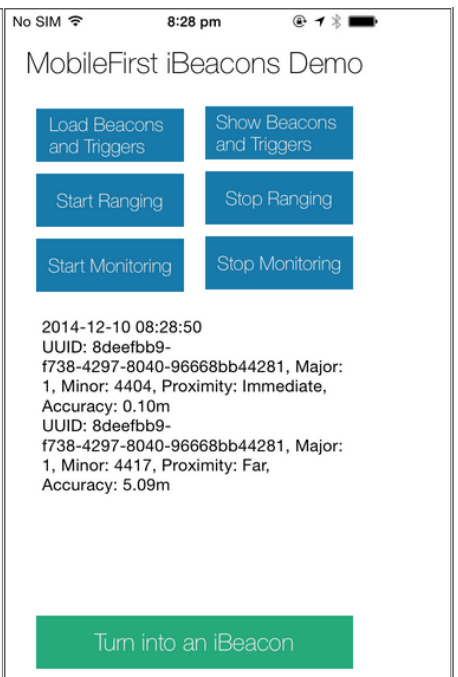 No SIM 8:28 pm
MobileFirst iBeacons Demo
Load Beacons and Triggers
Show Beacons and Triggers
Start Ranging
Stop Ranging
Start Monitoring
Stop Monitoring
2014-12-10 08:28:50
UUID: 8deefbb9-
f738-4297-8040-96668bb44281, Major:
1, Minor: 4404, Proximity: Immediate,
Accuracy: 0.10m
UUID: 8deefbb9-
f738-4297-8040-96668bb44281, Major:
1, Minor: 4417, Proximity: Far,
Accuracy: 5.09m
Turn into an iBeacon